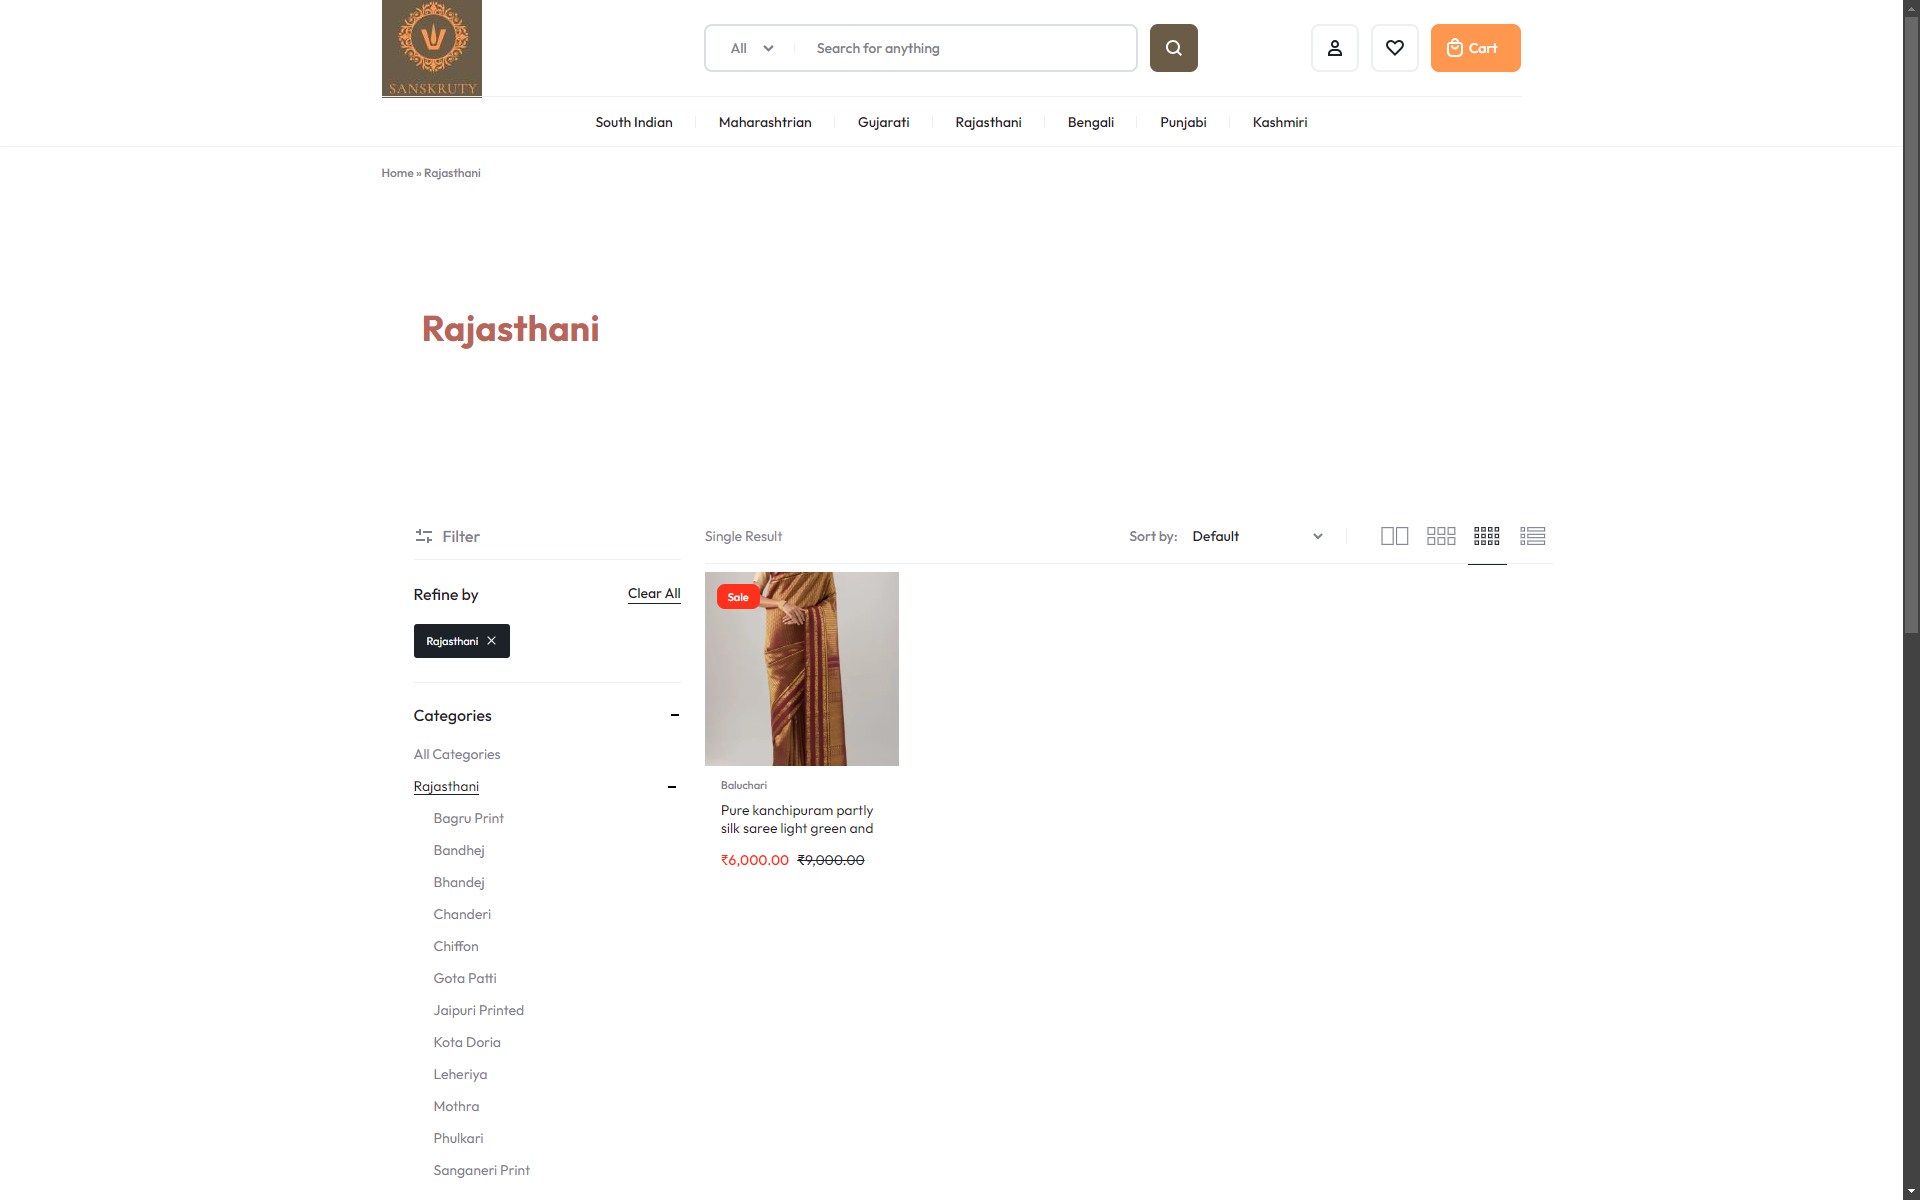 SANSKRUTY
All
Search for anything
Cart
South Indian
Maharashtrian
Gujarati
Rajasthani
Bengali
Punjabi
Kashmiri
Home » Rajasthani
Rajasthani
Filter
Single Result
Sort by: Default
Refine by
Clear All
Rajasthani
Categories
All Categories
Rajasthani
Bagru Print
Bandhej
Bhandej
Chanderi
Chiffon
Gota Patti
Jaipuri Printed
Kota Doria
Leheriya
Mothra
Phulkari
Sanganeri Print
Sale
Baluchari
Pure kanchipuram partly
silk saree light green and
₹6,000.00 ₹9,000.00